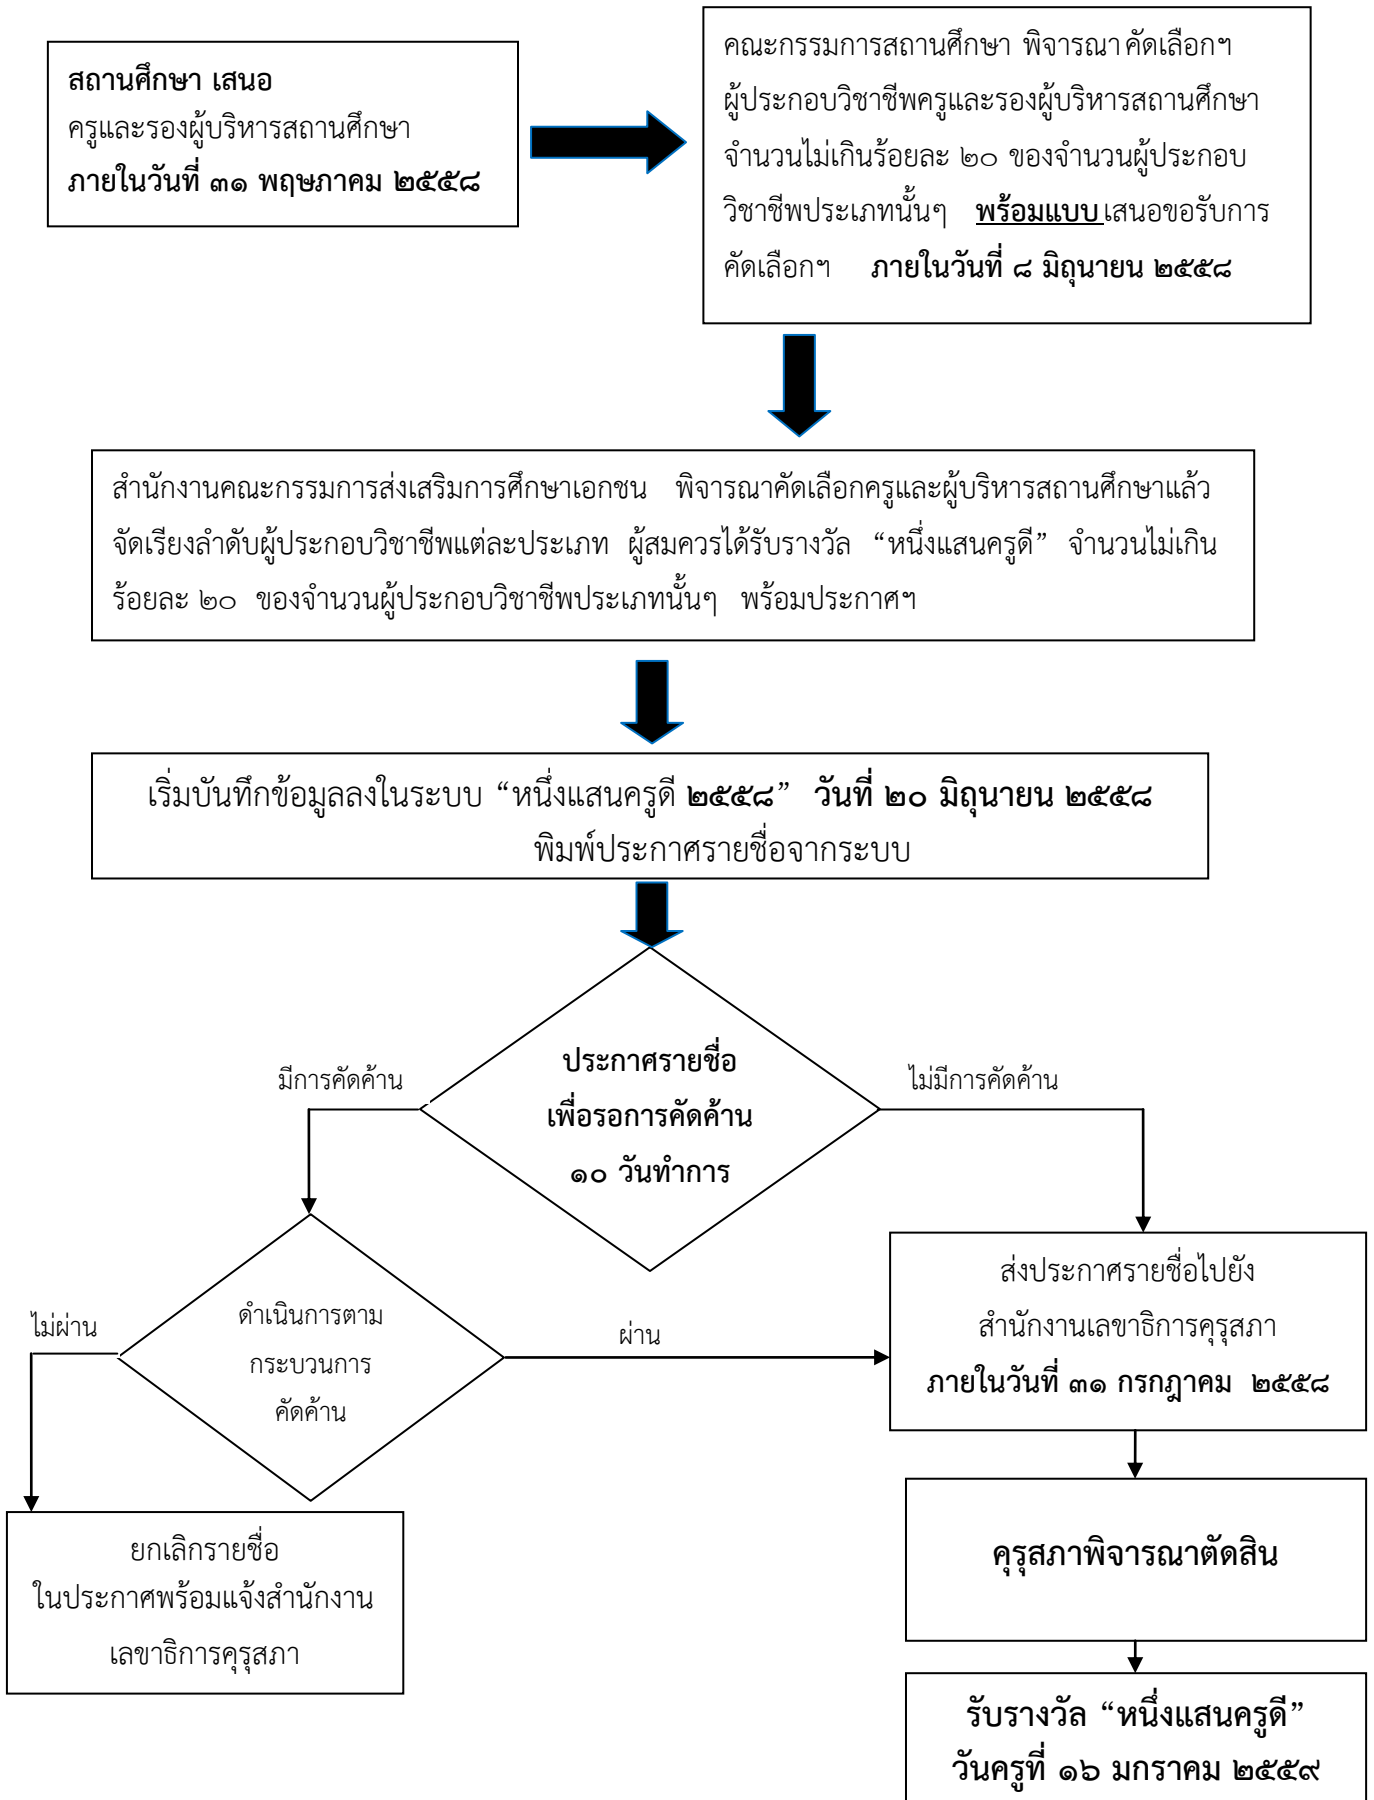 สถานศึกษา เสนอ
ครูและรองผู้บริหารสถานศึกษา
ภายในวันที่ ๓๑ พฤษภาคม ๒๕๕๘
คณะกรรมการสถานศึกษา พิจารณา คัดเลือกฯ
ผู้ประกอบวิชาชีพครูและรองผู้บริหารสถานศึกษา
จำนวนไม่เกินร้อยละ ๒๐ ของจำนวนผู้ประกอบ
วิชาชีพประเภทนั้นๆ พร้อมแบบ เสนอขอรับการ
คัดเลือกฯ ภายในวันที่ ๘ มิถุนายน ๒๕๕๘
สำนักงานคณะกรรมการส่งเสริมการศึกษาเอกชน พิจารณาคัดเลือกครูและผู้บริหารสถานศึกษาแล้ว
จัดเรียงลำดับผู้ประกอบวิชาชีพแต่ละประเภท ผู้สมควรได้รับรางวัล “หนึ่งแสนครูดี” จำนวนไม่เกิน
ร้อยละ ๒๐ ของจำนวนผู้ประกอบวิชาชีพประเภทนั้นๆ พร้อมประกาศฯ
เริ่มบันทึกข้อมูลลงในระบบ “หนึ่งแสนครูดี ๒๕๕๘” วันที่ ๒๐ มิถุนายน ๒๕๕๘
พิมพ์ประกาศรายชื่อจากระบบ
ประกาศรายชื่อ
เพื่อรอการคัดค้าน
๑๐ วันทำการ
มีการคัดค้าน
ไม่มีการคัดค้าน
ดำเนินการตาม
กระบวนการ
คัดค้าน
ไม่ผ่าน
ผ่าน
ส่งประกาศรายชื่อไปยัง
สำนักงานเลขาธิการคุรุสภา
ภายในวันที่ ๓๑ กรกฎาคม ๒๕๕๘
ยกเลิกรายชื่อ
ในประกาศพร้อมแจ้งสำนักงาน
เลขาธิการคุรุสภา
คุรุสภาพิจารณาตัดสิน
รับรางวัล “หนึ่งแสนครูดี”
วันครูที่ ๑๖ มกราคม ๒๕๕๙